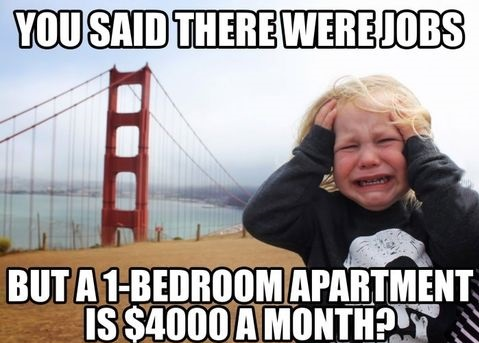 YOU SAID THERE WERE JOBS
BUT A 1-BEDROOM APARTMENT
IS $4000 A MONTH?